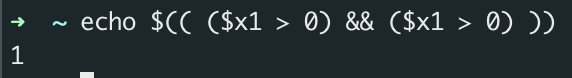 ➜  ~ echo $(( ($x1 > 0) && ($x1 > 0) ))
1